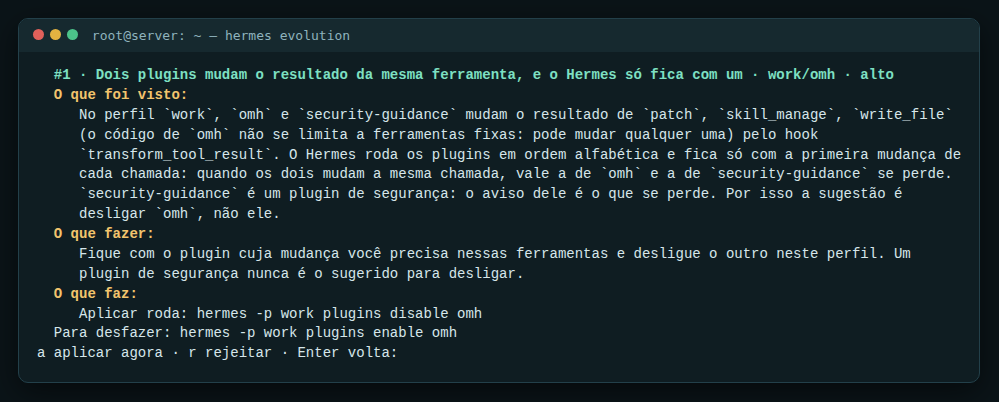 root@server: ~ — hermes evolution
#1 · Dois plugins mudam o resultado da mesma ferramenta, e o Hermes só fica com um · work/omh · alto
O que foi visto:
No perfil `work`, `omh` e `security-guidance` mudam o resultado de `patch`, `skill_manage`, `write_file`
(o código de `omh` não se limita a ferramentas fixas: pode mudar qualquer uma) pelo hook
`transform_tool_result`. O Hermes roda os plugins em ordem alfabética e fica só com a primeira mudança de
cada chamada: quando os dois mudam a mesma chamada, vale a de `omh` e a de `security-guidance` se perde.
`security-guidance` é um plugin de segurança: o aviso dele é o que se perde. Por isso a sugestão é
desligar `omh`, não ele.
O que fazer:
Fique com o plugin cuja mudança você precisa nessas ferramentas e desligue o outro neste perfil. Um
plugin de segurança nunca é o sugerido para desligar.
O que faz:
Aplicar roda: hermes -p work plugins disable omh
Para desfazer: hermes -p work plugins enable omh
a aplicar agora · r rejeitar · Enter volta: